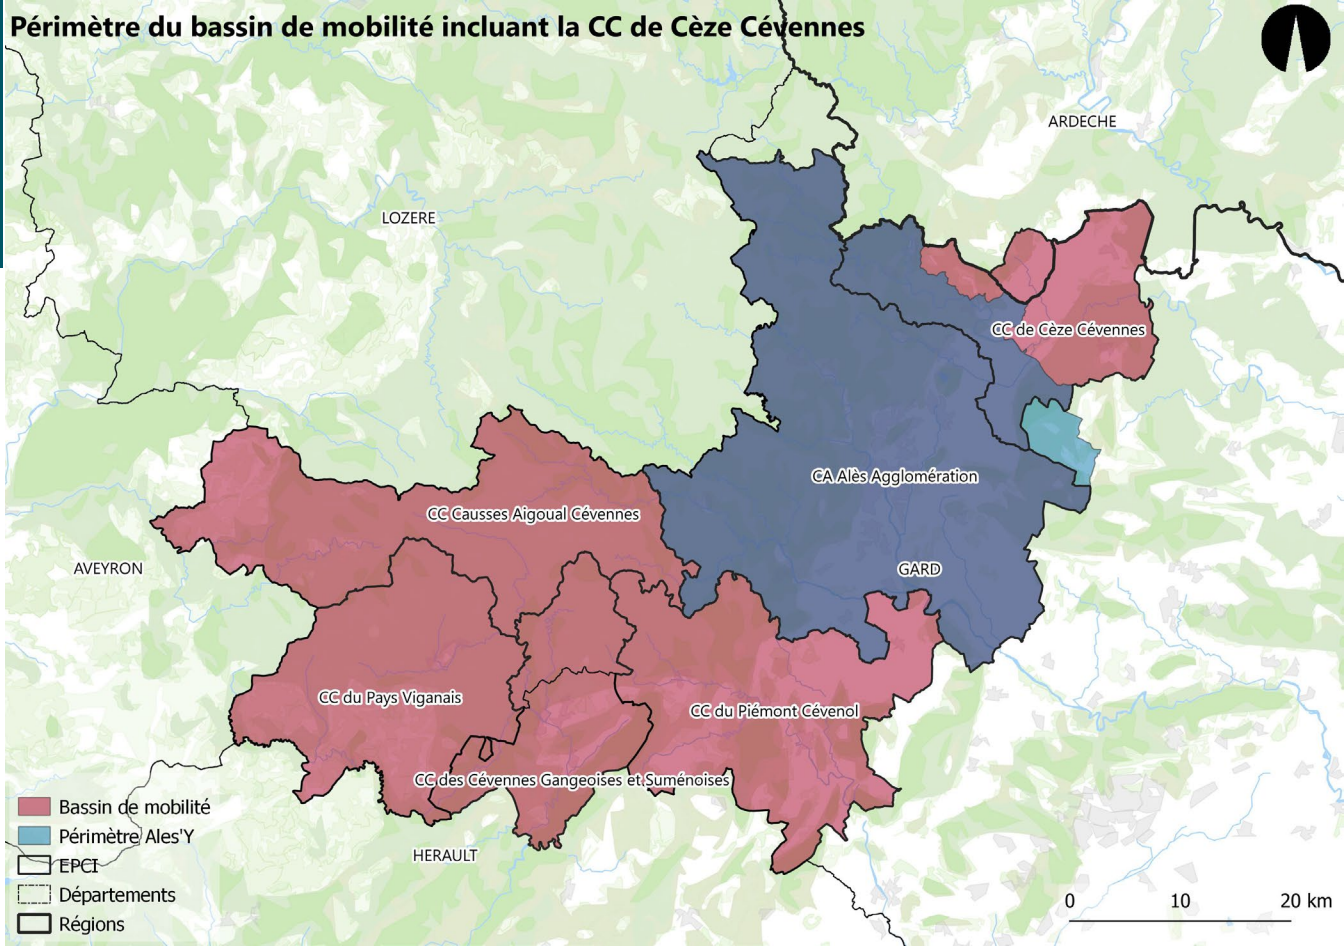 Périmètre du bassin de mobilité incluant la CC de Cèze Cévennes
ARDECHE
LOZERE
CC de Cèze Cévennes
CA Alès Agglomération
CC Causses Aigoual Cévennes
AVEYRON
GARD
CC du Pays Viganais
CC du Piémont Cévenol
CC des Cévennes Gangeoises et Suménoises
HERAULT
Bassin de mobilité
Périmètre Ales'Y
EPCI
Départements
Régions
0 10 20 km